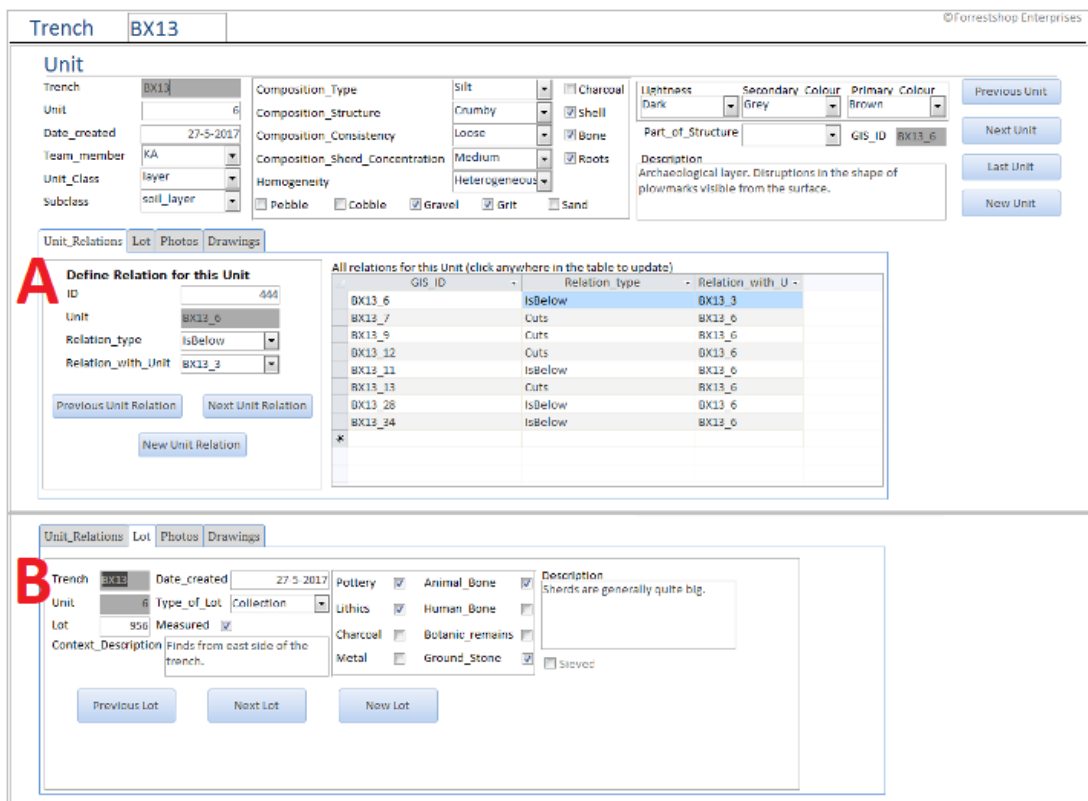 ©Forrestshop Enterprises
Trench BX13
Unit
Trench BX13
Unit 6
Date_created 27-5-2017
Team_member KA
Unit_Class layer
Subclass soil_layer
Composition_Type Silt
Composition_Structure Crumby
Composition_Consistency Loose
Composition_Sherd_Concentration Medium
Homogeneity Heterogeneous
Pebble Cobble Gravel Grit Sand
Charcoal
Shell
Bone
Roots
Lightness Secondary_Colour Primary_Colour
Dark Grey Brown
Part_of_Structure GIS_ID BX13_6
Description
Archaeological layer. Disruptions in the shape of
plowmarks visible from the surface.
Previous Unit
Next Unit
Last Unit
New Unit
Unit_Relations Lot Photos Drawings
A
Define Relation for this Unit
ID 444
Unit BX13_6
Relation_type IsBelow
Relation_with_Unit BX13_3
Previous Unit Relation Next Unit Relation
New Unit Relation
All relations for this Unit (click anywhere in the table to update)
GIS_ID Relation_type Relation_with_U
BX13_6 IsBelow BX13_3
BX13_7 Cuts BX13_6
BX13_9 Cuts BX13_6
BX13_12 Cuts BX13_6
BX13_11 IsBelow BX13_6
BX13_13 Cuts BX13_6
BX13_28 IsBelow BX13_6
BX13_34 IsBelow BX13_6
*
Unit_Relations Lot Photos Drawings
B
Trench BX13 Date_created 27-5-2017
Unit 6 Type_of_Lot Collection
Lot 956 Measured
Context_Description Finds from east side of the
trench.
Pottery Animal_Bone
Lithics Human_Bone
Charcoal Botanic_remains
Metal Ground_Stone
Description
Sherds are generally quite big.
Sieved
Previous Lot Next Lot New Lot